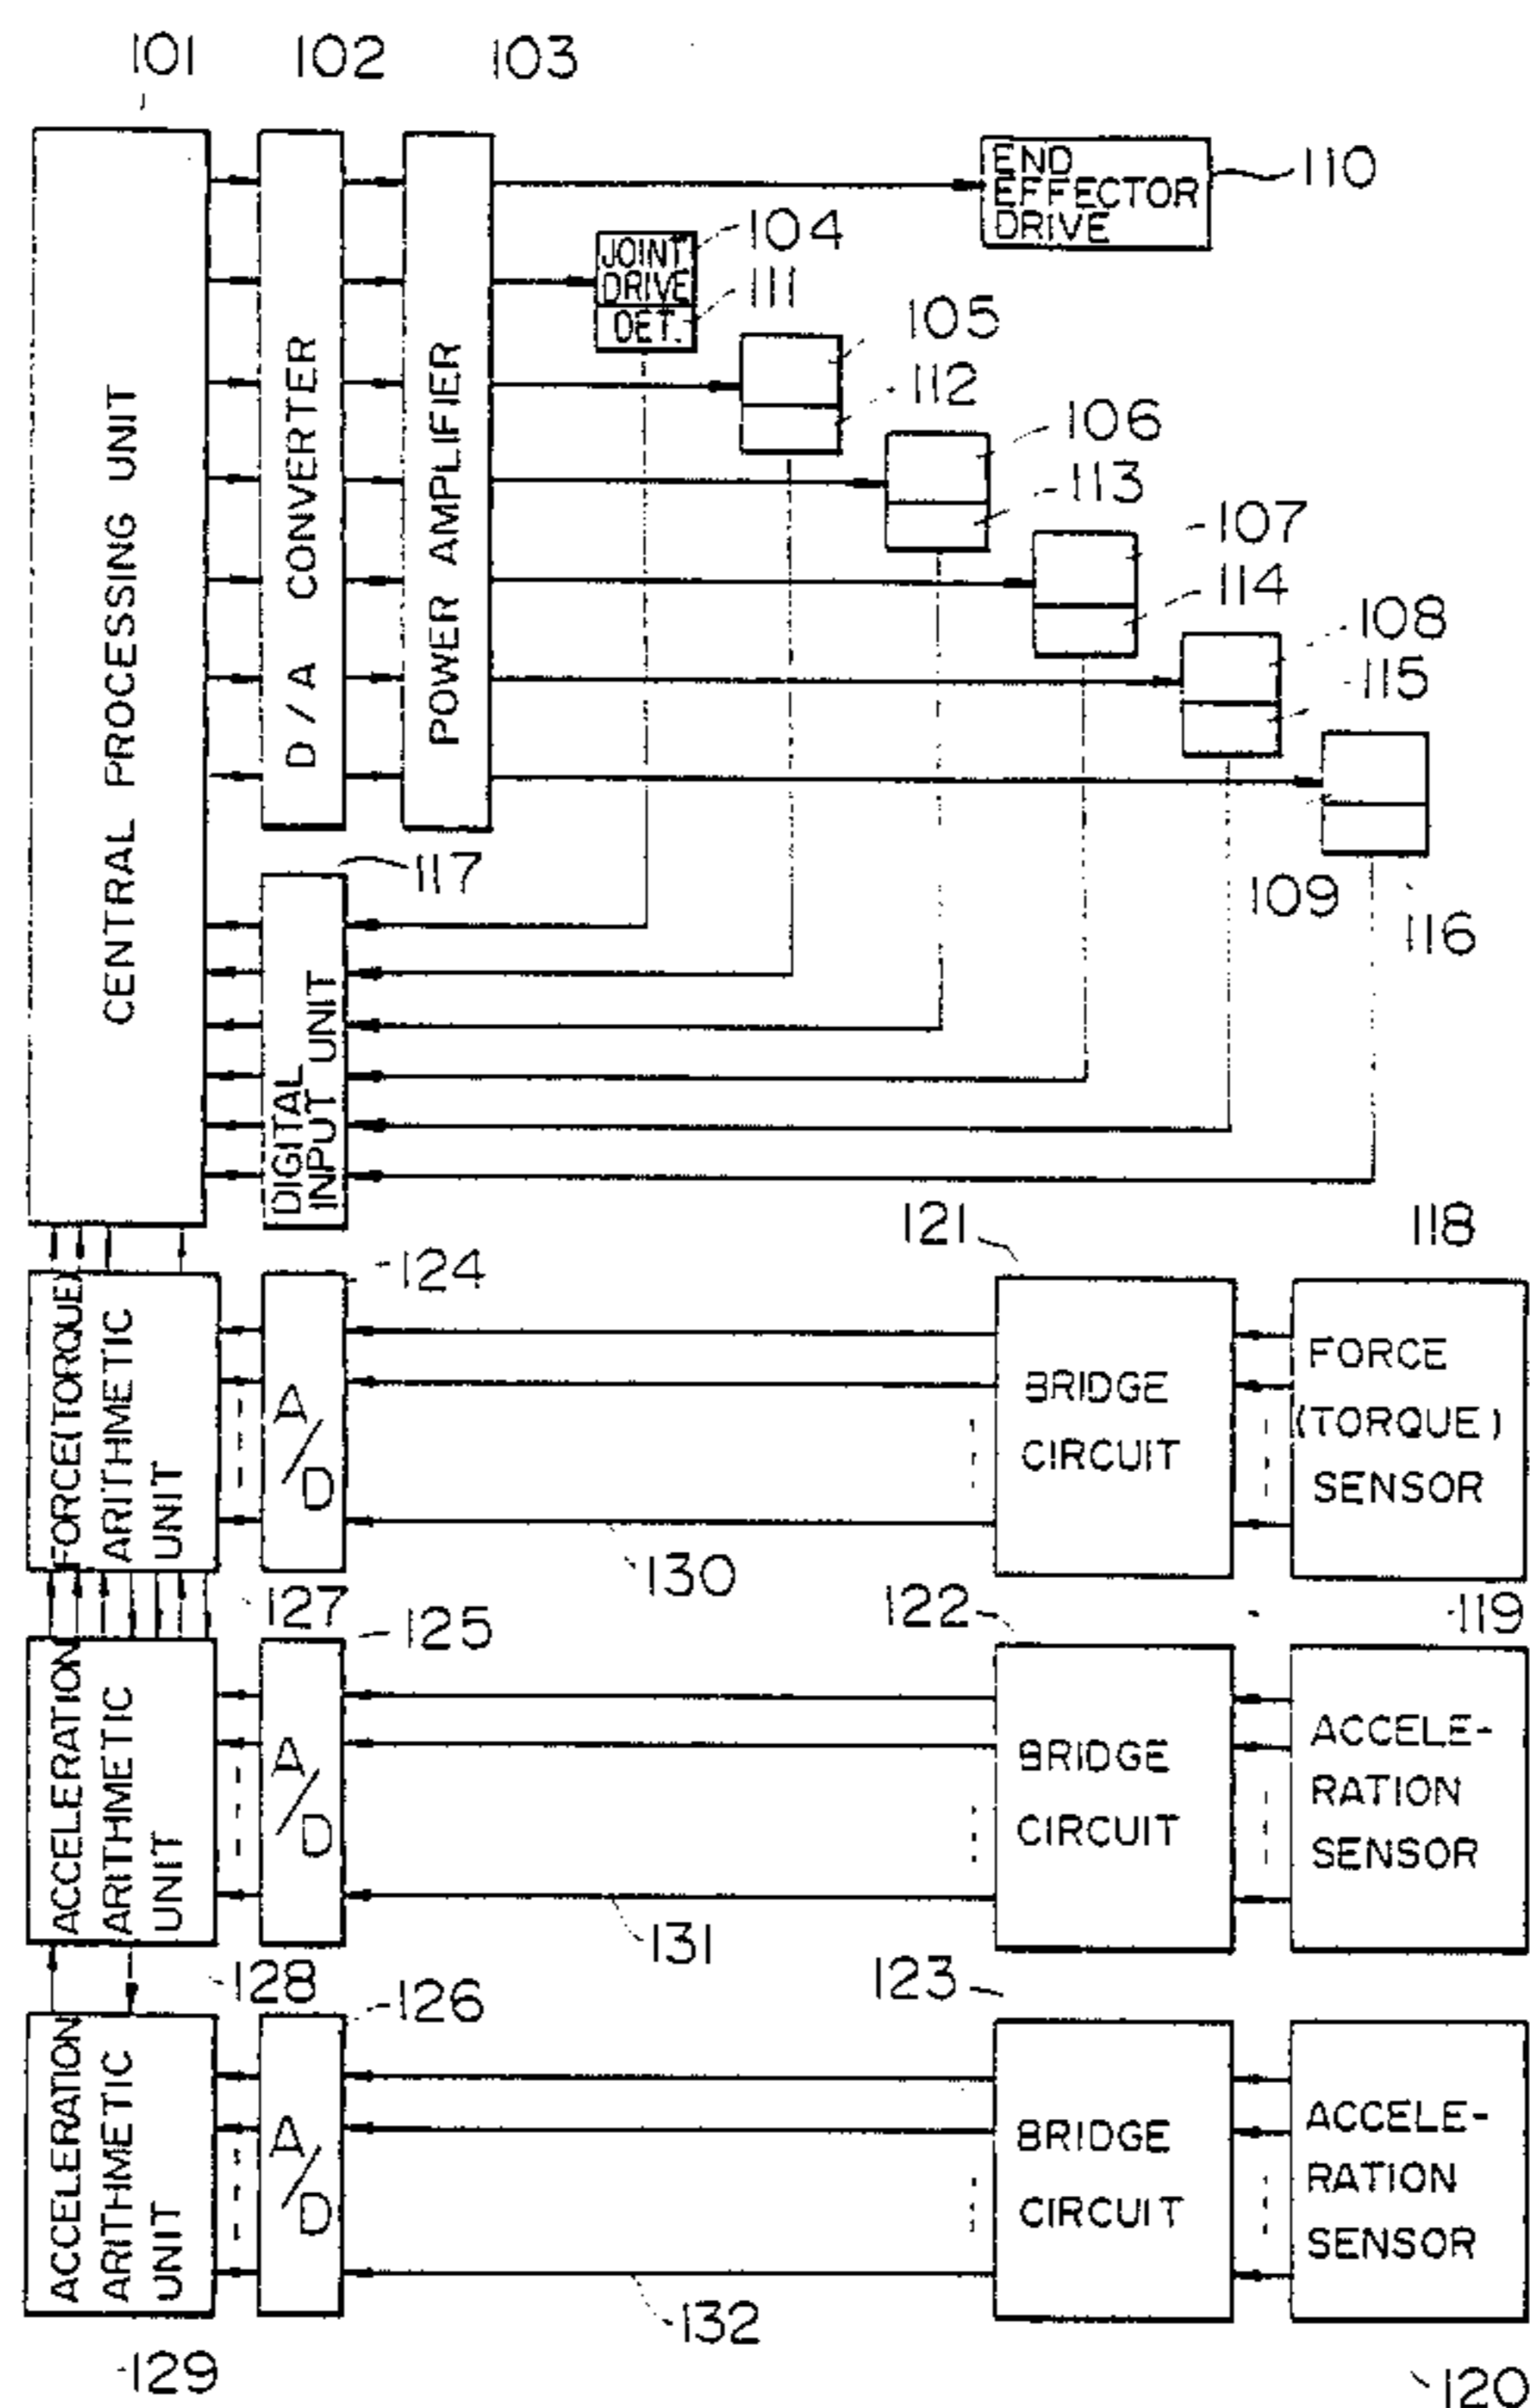 101
102
103
CENTRAL PROCESSING UNIT
D/A CONVERTER
POWER AMPLIFIER
END
EFFECTOR
DRIVE
110
JOINT
DRIVE
DET.
104
111
105
112
106
113
107
114
108
115
109
116
117
DIGITAL
INPUT UNIT
118
121
124
FORCE(TORQUE)
ARITHMETIC
UNIT
A/D
BRIDGE
CIRCUIT
FORCE
(TORQUE)
SENSOR
130
127
125
122
119
ACCELERATION
ARITHMETIC
UNIT
A/D
BRIDGE
CIRCUIT
ACCELE-
RATION
SENSOR
131
128
126
123
ACCELERATION
ARITHMETIC
UNIT
A/D
BRIDGE
CIRCUIT
ACCELE-
RATION
SENSOR
132
129
120